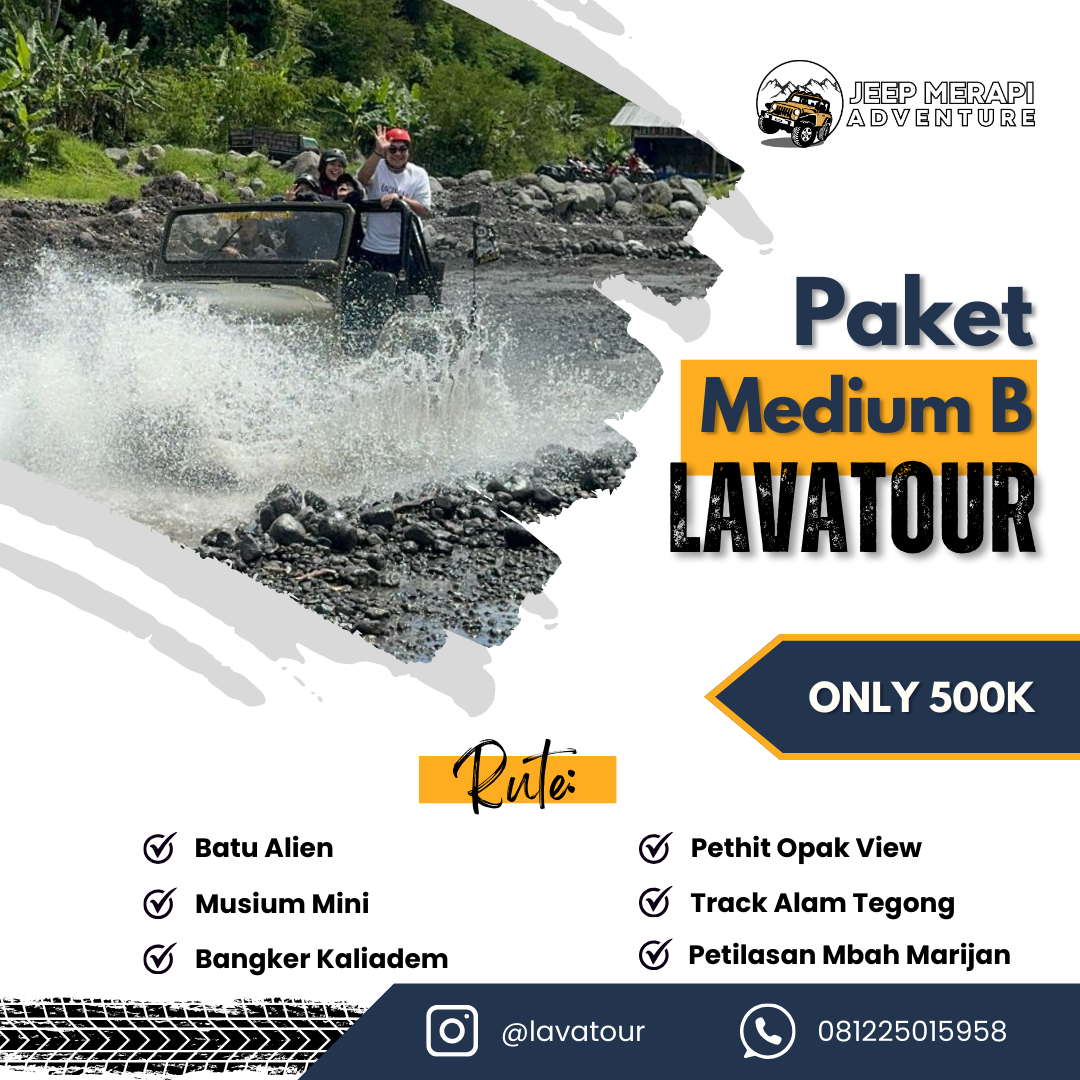 JEEP MERAPI
ADVENTURE
Paket
Medium B
LAVATOUR
ONLY 500K
Rute:
Batu Alien
Musium Mini
Bangker Kaliadem
Pethit Opak View
Track Alam Tegong
Petilasan Mbah Marijan
@lavatour
081225015958